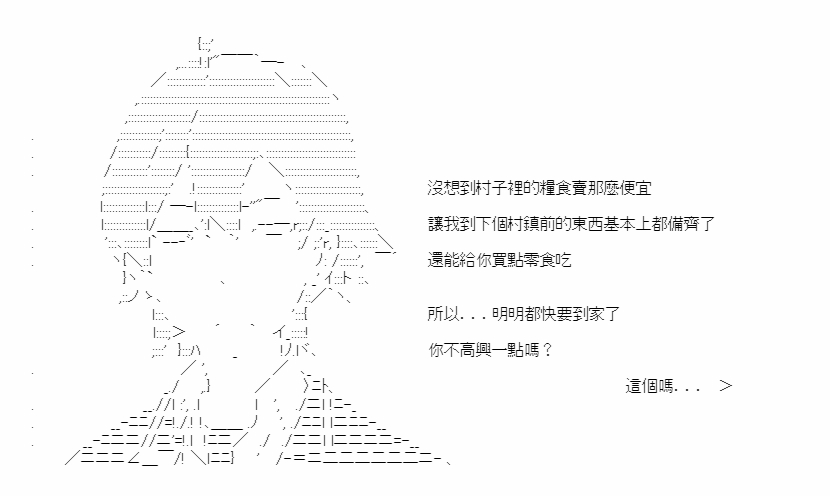 沒想到村子裡的糧食賣那麼便宜
讓我到下個村鎮前的東西基本上都備齊了
還能給你買點零食吃
所以...明明都快要到家了
你不高興一點嗎？
這個嗎... ＞